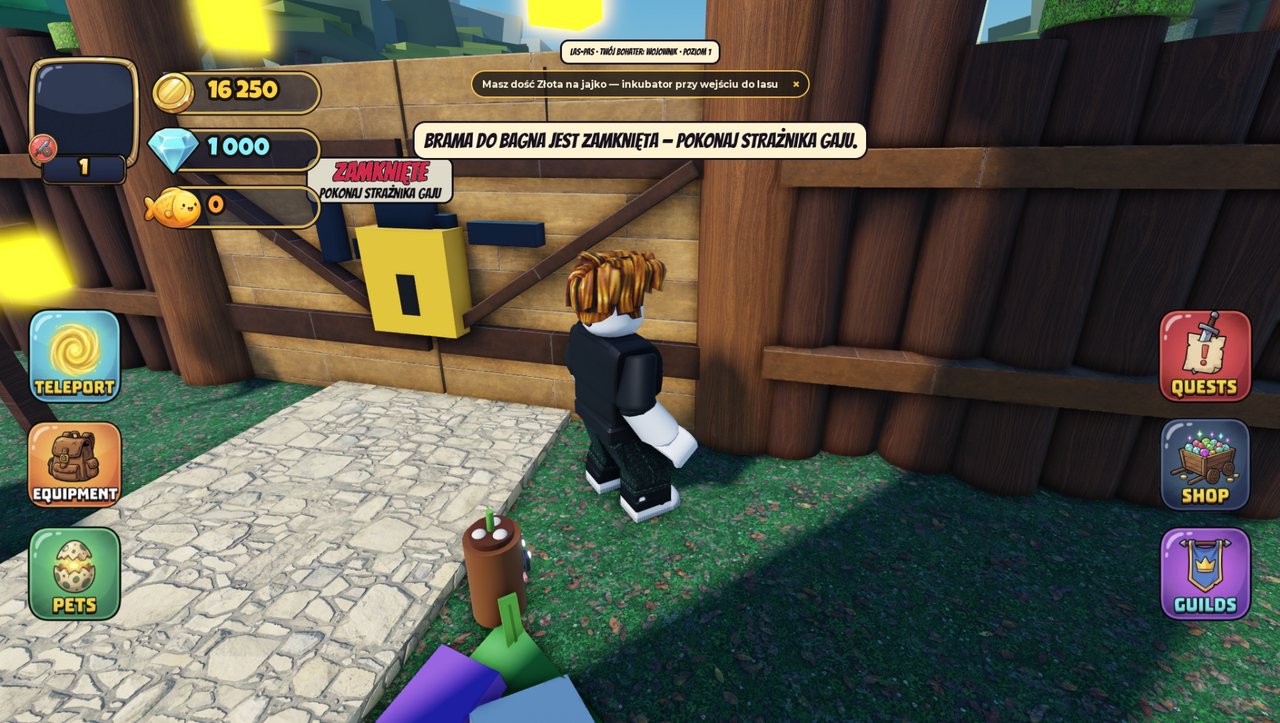 LAS-PAS · TWÓJ BOHATER: WOJOWNIK · POZIOM 1
16 250
Masz dość Złota na jajko — inkubator przy wejściu do lasu ×
1 000
BRAMA DO BAGNA JEST ZAMKNIĘTA — POKONAJ STRAŻNIKA GAJU.
1
ZAMKNIĘTE
POKONAJ STRAŻNIKA GAJU
0
TELEPORT
QUESTS
EQUIPMENT
SHOP
PETS
GUILDS